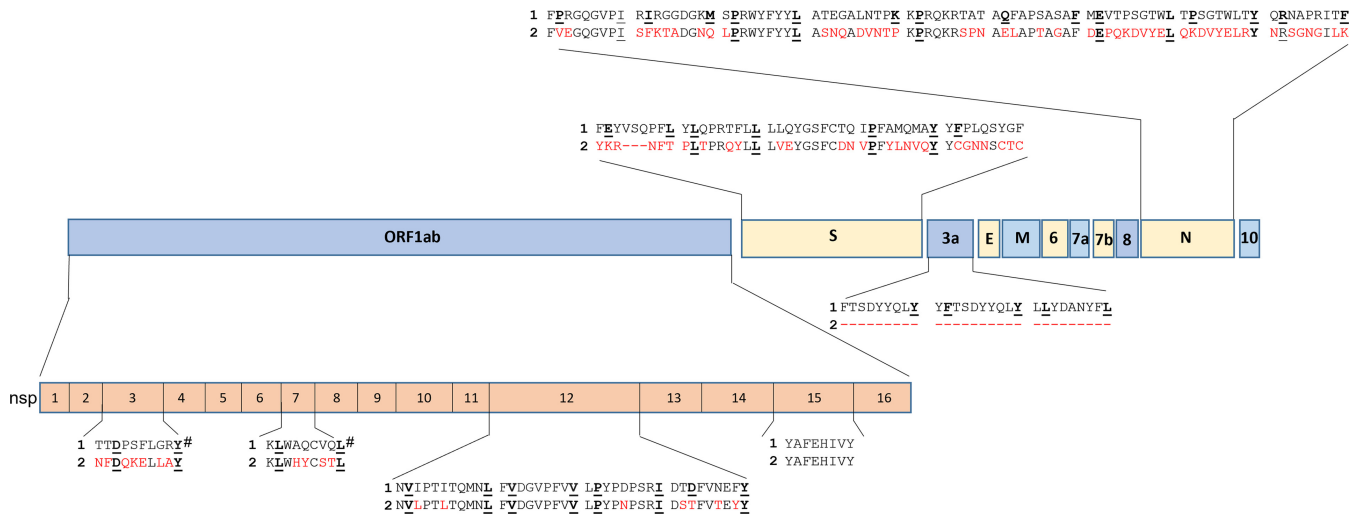 1 FPRGQGVPI IRIRGGDGKM SPRWYFYYL ATEGALNTPK KPRQKRTAT AQFAPSASAF MEVTPSGTWL TPSGTWLTY QRNAPRITF
2 FVEGQGVPI SFKTADGNQ LPRWYFYYL ASNQADVNTPK PRQKRSPN AELAPTAGAF DEPQKDVYEL QKDVYELRY NRSGNGILK
1 FEYVSQPFL YLQPRTFLL LLQYGSFCTQ IPFAMQMAY YFPLQSYGF
2 YKR---NFT PLTPRQYLL LVEYGSFCDN VPFYLNVQY YCGNNSCTC
ORF1ab S 3a E M 6 7a 7b 8 N 10
1 FTSDYYQLY YFTSDYYQLY LLYDANYFL
2 --------- ---------- ---------
nsp 1 2 3 4 5 6 7 8 9 10 11 12 13 14 15 16
1 TTDPSFLGRY# 1 KLWAQCVQL# 1 YAFEHIVY
2 NFDQKELLAY 2 KLWHYCSTL 2 YAFEHIVY
1 NVIPTITQMNL FVDGVPFVV LPYPDPSRI DTDFVNEFY
2 NVLPTLTQMNL FVDGVPFVV LPYPNPSRI DSTFVTEYY